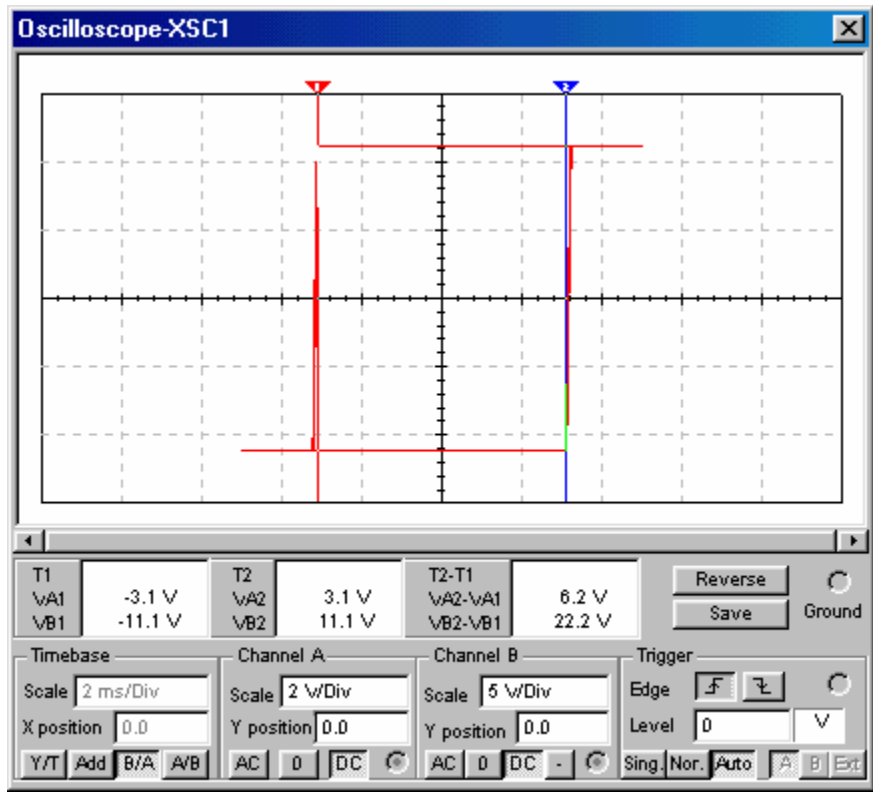 Oscilloscope-XSC1
1 2
T1 T2 T2-T1 Reverse
VA1 -3.1 V VA2 3.1 V VA2-VA1 6.2 V
VB1 -11.1 V VB2 11.1 V VB2-VB1 22.2 V Save Ground
Timebase Channel A Channel B Trigger
Scale 2 ms/Div Scale 2 V/Div Scale 5 V/Div Edge
X position 0.0 Y position 0.0 Y position 0.0 Level 0 V
Y/T Add B/A A/B AC 0 DC AC 0 DC - Sing. Nor. Auto A B Ext